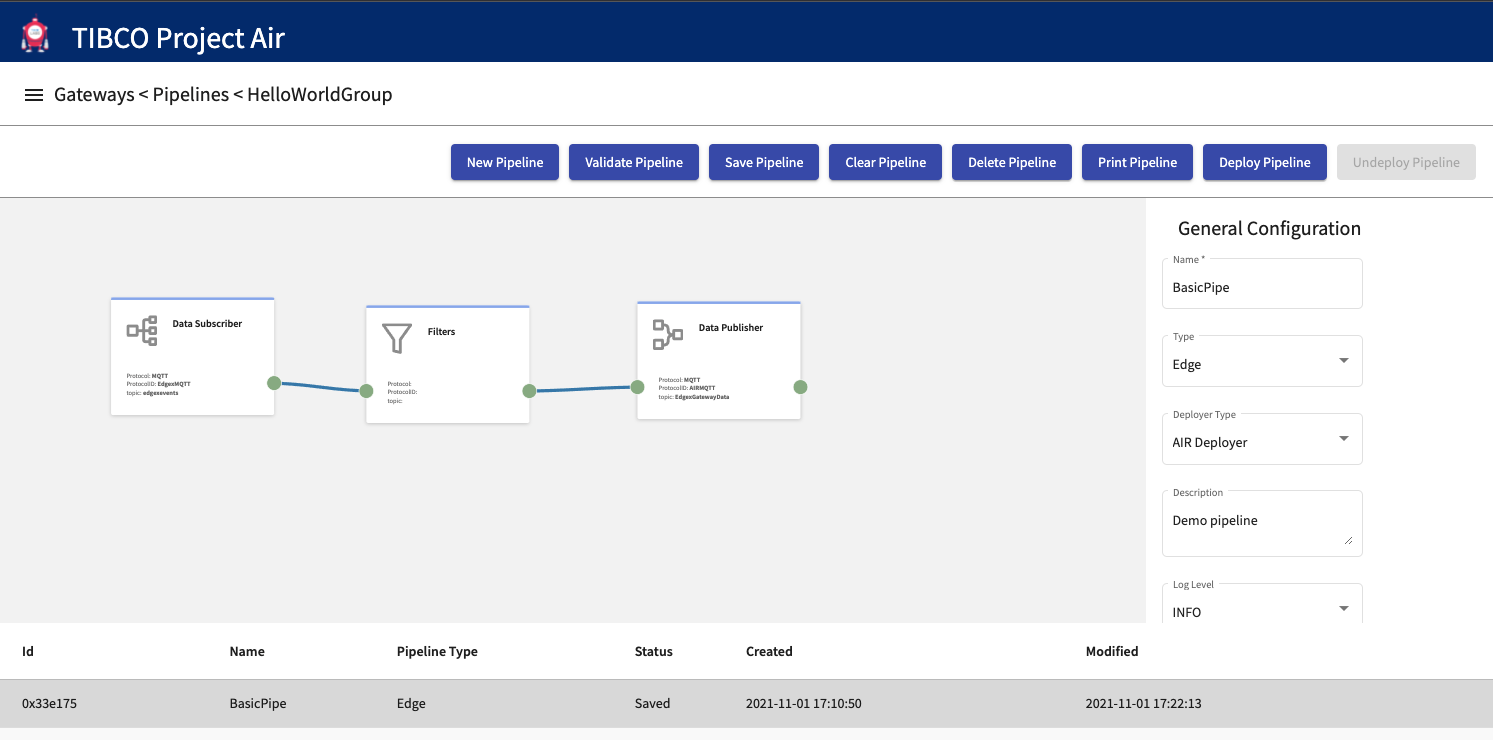 TIBCO Project Air
Gateways < Pipelines < HelloWorldGroup
New Pipeline
Validate Pipeline
Save Pipeline
Clear Pipeline
Delete Pipeline
Print Pipeline
Deploy Pipeline
Undeploy Pipeline
Data Subscriber
Protocol: MQTT
ProtocolID: EdgexMQTT
topic: edgexevents
Filters
Protocol:
ProtocolID:
topic:
Data Publisher
Protocol: MQTT
ProtocolID: AIRMQTT
topic: EdgexGatewayData
General Configuration
Name *
BasicPipe
Type
Edge
Deployer Type
AIR Deployer
Description
Demo pipeline
Log Level
INFO
Id Name Pipeline Type Status Created Modified
0x33e175 BasicPipe Edge Saved 2021-11-01 17:10:50 2021-11-01 17:22:13